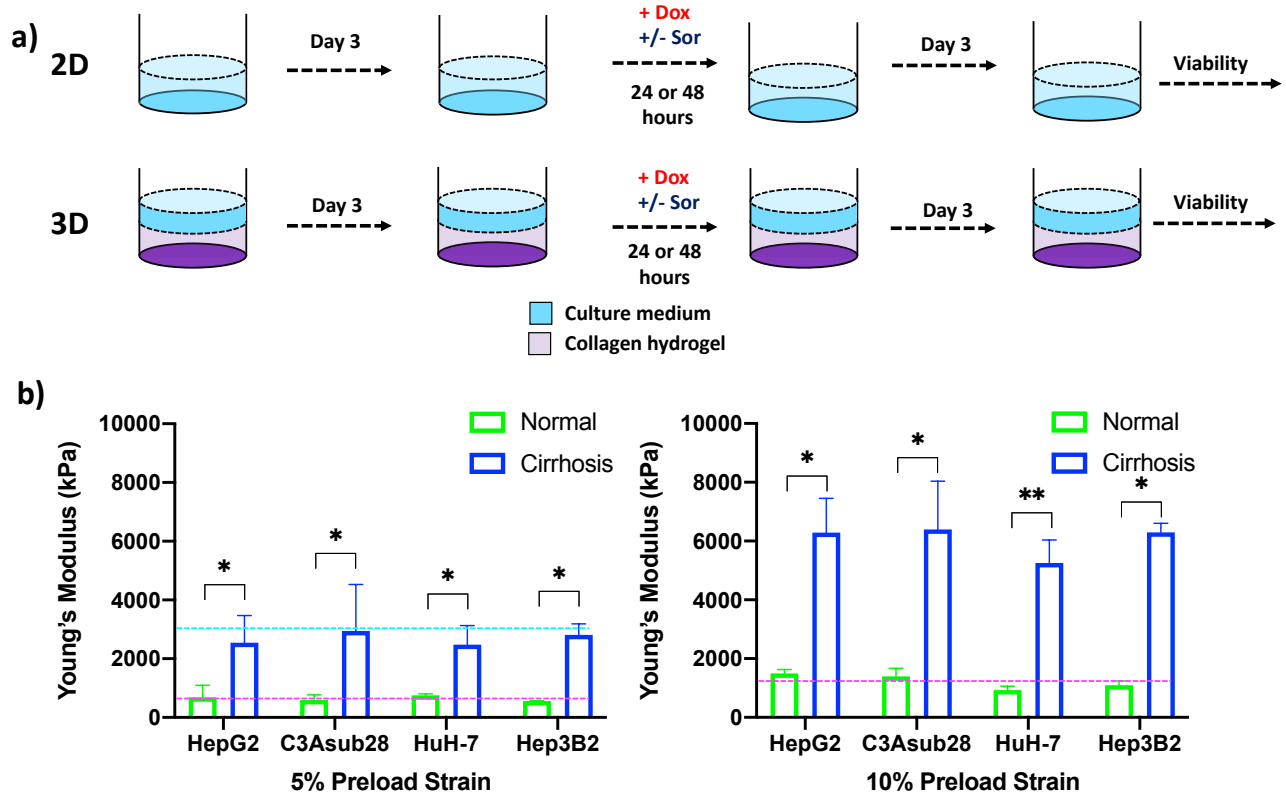 a)
2D
Day 3
+ Dox
+/- Sor
24 or 48
hours
Day 3
Viability
3D
Day 3
+ Dox
+/- Sor
24 or 48
hours
Day 3
Viability
Culture medium
Collagen hydrogel
b)
Young's Modulus (kPa)
10000
8000
6000
4000
2000
0
Normal
Cirrhosis
*
*
*
*
HepG2 C3Asub28 HuH-7 Hep3B2
5% Preload Strain
Young's Modulus (kPa)
10000
8000
6000
4000
2000
0
Normal
Cirrhosis
*
*
**
*
HepG2 C3Asub28 HuH-7 Hep3B2
10% Preload Strain